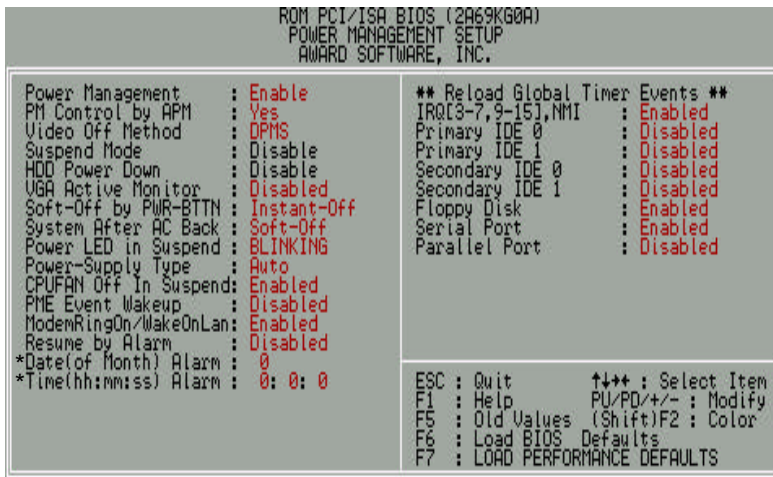 ROM PCI/ISA BIOS (2A69KG0A)
POWER MANAGEMENT SETUP
AWARD SOFTWARE, INC.
Power Management : Enable
PM Control by APM : Yes
Video Off Method : DPMS
Suspend Mode : Disable
HDD Power Down : Disable
VGA Active Monitor : Disabled
Soft-Off by PWR-BTTN : Instant-Off
System After AC Back : Soft-Off
Power LED in Suspend : BLINKING
Power-Supply Type : Auto
CPUFAN Off In Suspend: Enabled
PME Event Wakeup : Disabled
ModemRingOn/WakeOnLan: Enabled
Resume by Alarm : Disabled
*Date(of Month) Alarm : 0
*Time(hh:mm:ss) Alarm : 0: 0: 0
** Reload Global Timer Events **
IRQ[3-7,9-15],NMI : Enabled
Primary IDE 0 : Disabled
Primary IDE 1 : Disabled
Secondary IDE 0 : Disabled
Secondary IDE 1 : Disabled
Floppy Disk : Enabled
Serial Port : Enabled
Parallel Port : Disabled
ESC : Quit ↑↓→← : Select Item
F1 : Help PU/PD/+/- : Modify
F5 : Old Values (Shift)F2 : Color
F6 : Load BIOS Defaults
F7 : LOAD PERFORMANCE DEFAULTS